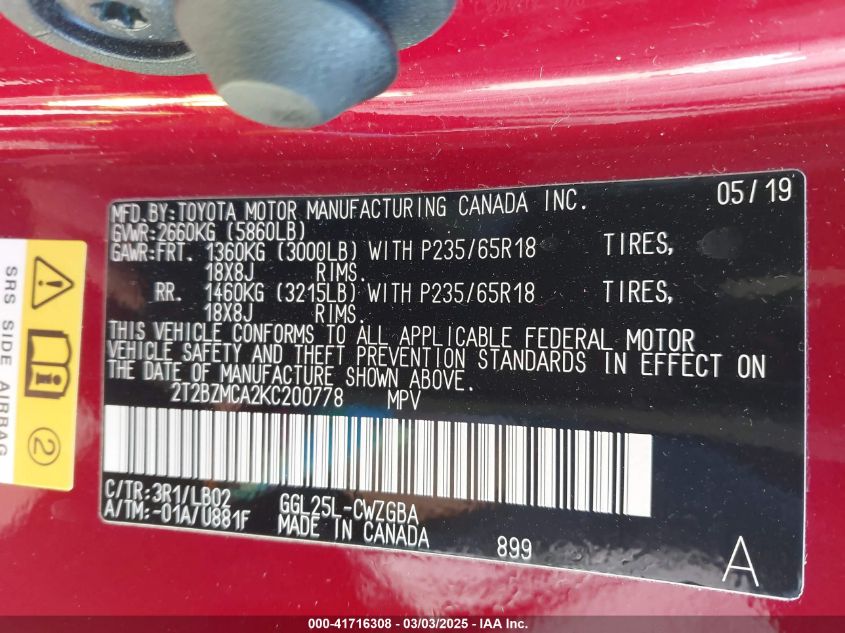 MFD.BY:TOYOTA MOTOR MANUFACTURING CANADA INC. 05/19
GVWR:2660KG (5860LB)
GAWR:FRT. 1360KG (3000LB) WITH P235/65R18 TIRES,
18X8J RIMS.
RR. 1460KG (3215LB) WITH P235/65R18 TIRES,
18X8J RIMS.
THIS VEHICLE CONFORMS TO ALL APPLICABLE FEDERAL MOTOR
VEHICLE SAFETY AND THEFT PREVENTION STANDARDS IN EFFECT ON
THE DATE OF MANUFACTURE SHOWN ABOVE.
2T2BZMCA2KC200778 MPV
C/TR:3R1/LB02 GGL25L-CWZGBA
A/TM:-01A/U881F MADE IN CANADA
899
A
SRS SIDE AIRBAG
2
000-41716308 - 03/03/2025 - IAA Inc.